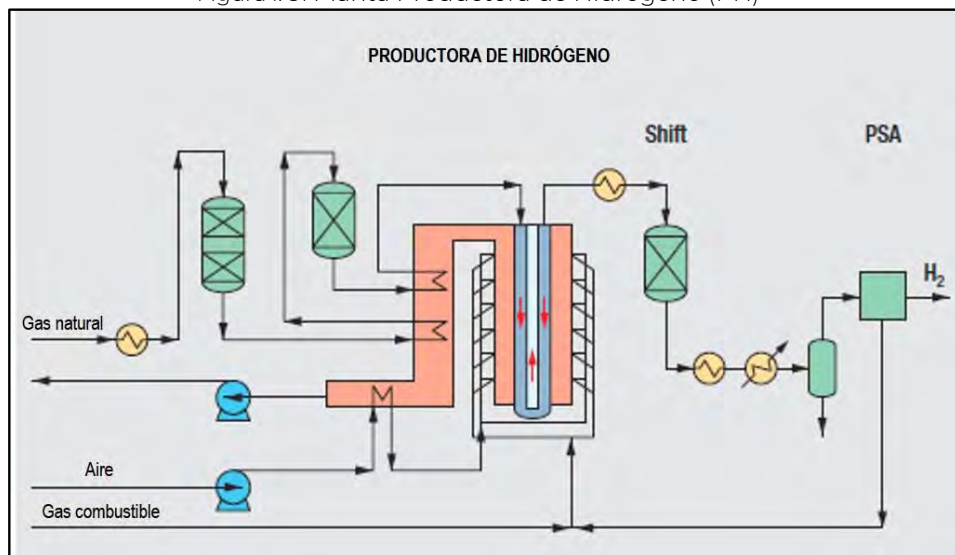 PRODUCTORA DE HIDRÓGENO
Shift
PSA
H₂
Gas natural
Aire
Gas combustible